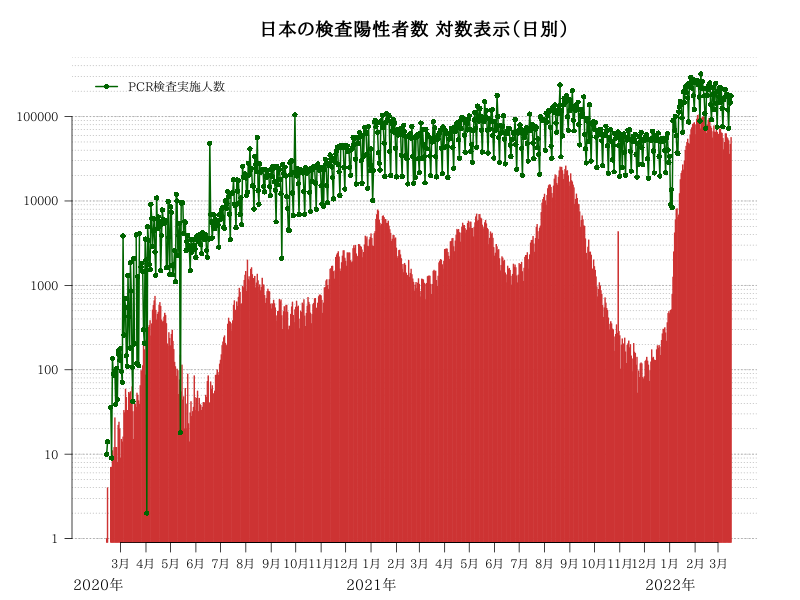 日本の検査陽性者数 対数表示（日別）
PCR検査実施人数
100000
10000
1000
100
10
1
3月 4月 5月 6月 7月 8月 9月 10月 11月 12月 1月 2月 3月 4月 5月 6月 7月 8月 9月 10月 11月 12月 1月 2月 3月
2020年 2021年 2022年